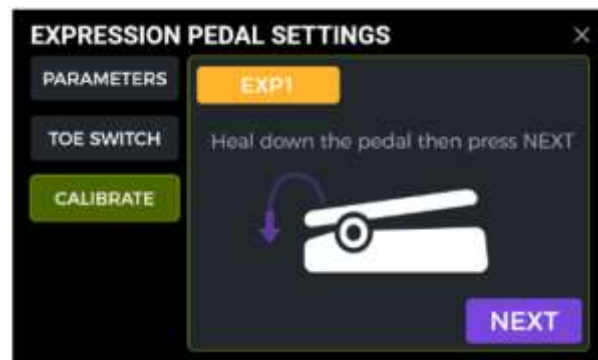 EXPRESSION PEDAL SETTINGS ×
PARAMETERS
TOE SWITCH
CALIBRATE
EXP1
Heal down the pedal then press NEXT
NEXT